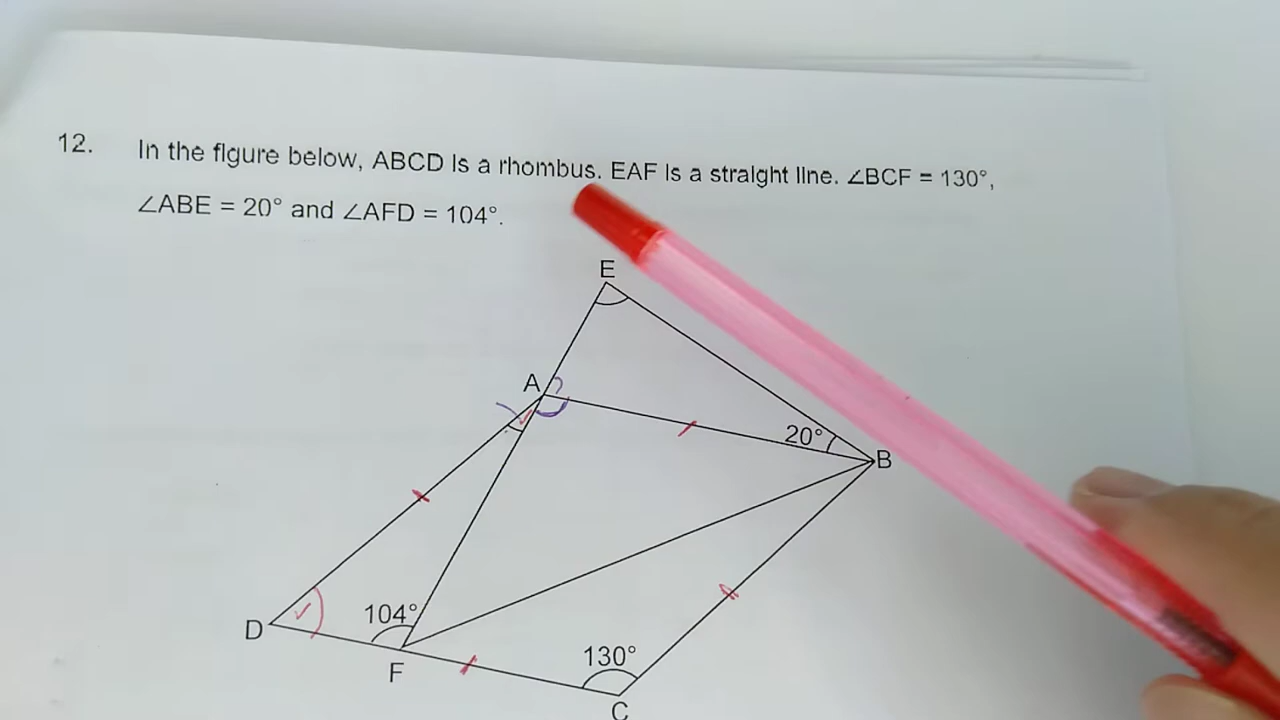 12. In the figure below, ABCD is a rhombus. EAF is a straight line. ∠BCF = 130°,
∠ABE = 20° and ∠AFD = 104°.
E
A ?
20°
B
104°
D
130°
F
C